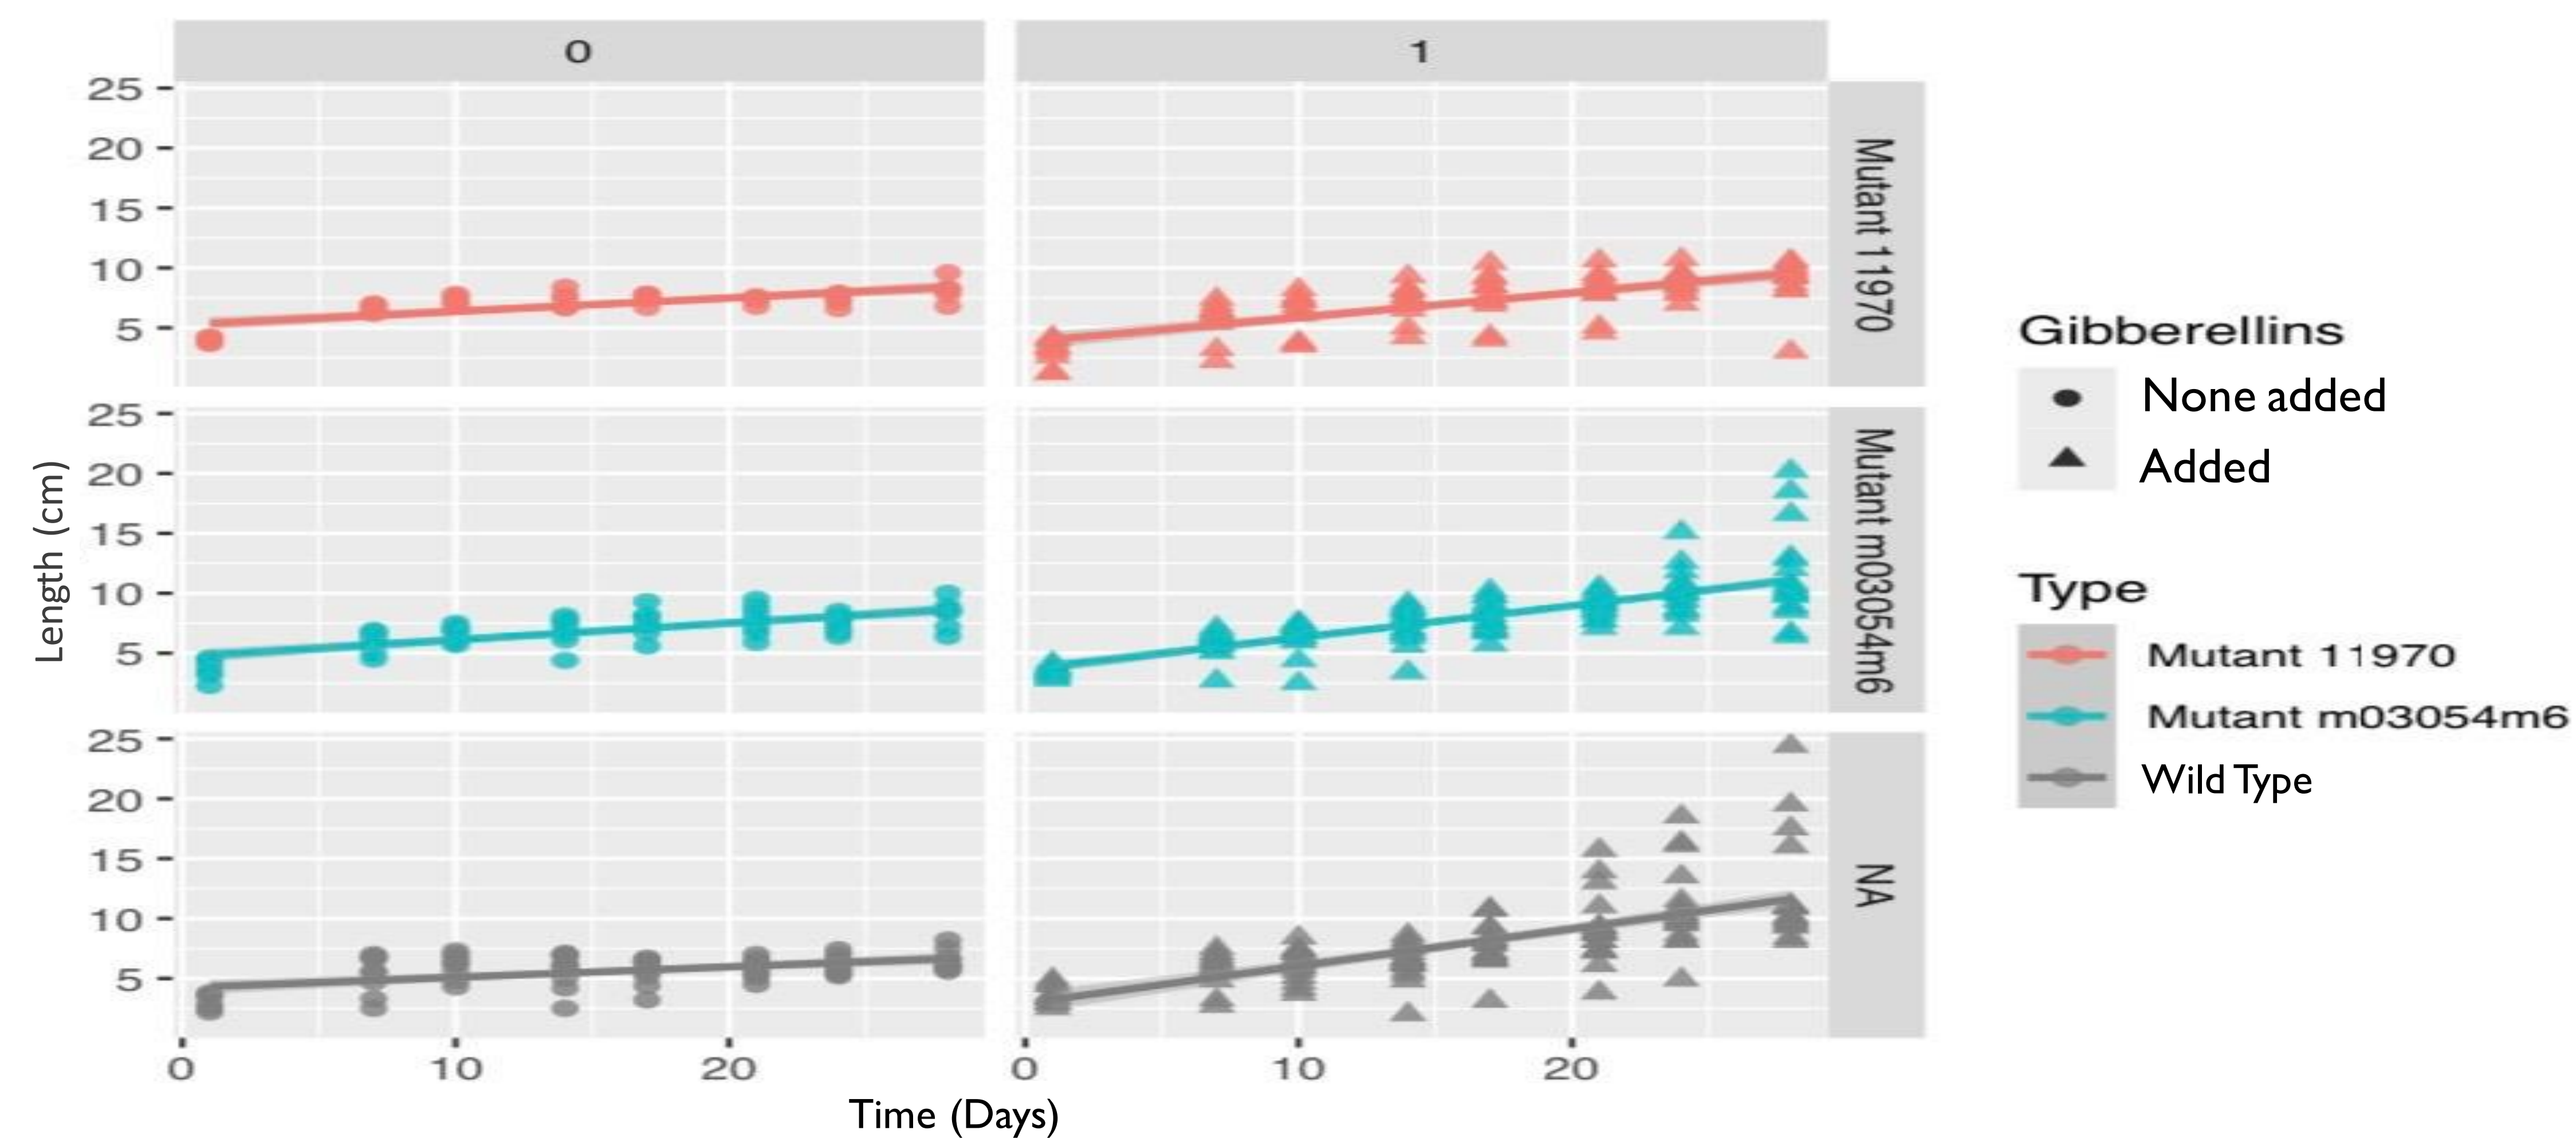 0
1
25
20
15
10
5
Mutant 11970
25
20
15
10
5
Mutant m03054m6
25
20
15
10
5
NA
0
10
20
0
10
20
Length (cm)
Time (Days)
Gibberellins
None added
Added
Type
Mutant 11970
Mutant m03054m6
Wild Type